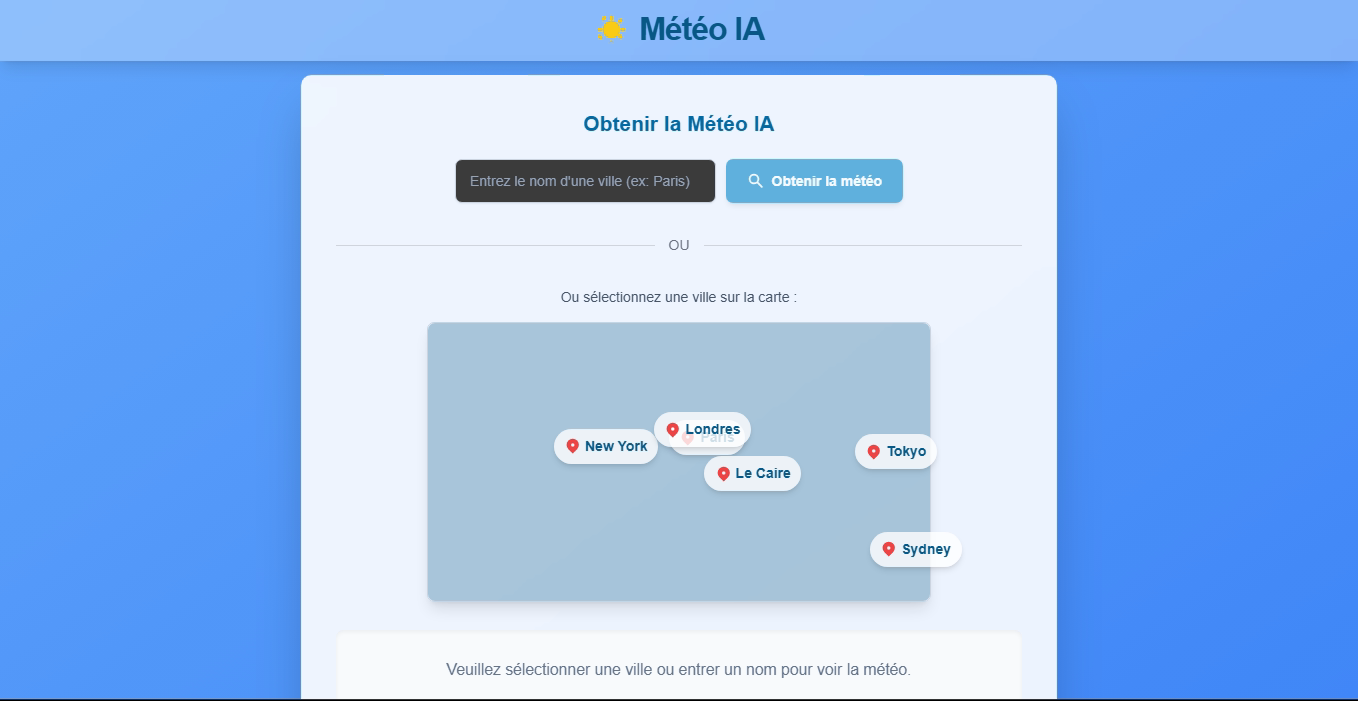 Météo IA
Obtenir la Météo IA
Entrez le nom d'une ville (ex: Paris)
Obtenir la météo
OU
Ou sélectionnez une ville sur la carte :
Londres
Paris
New York
Tokyo
Le Caire
Sydney
Veuillez sélectionner une ville ou entrer un nom pour voir la météo.